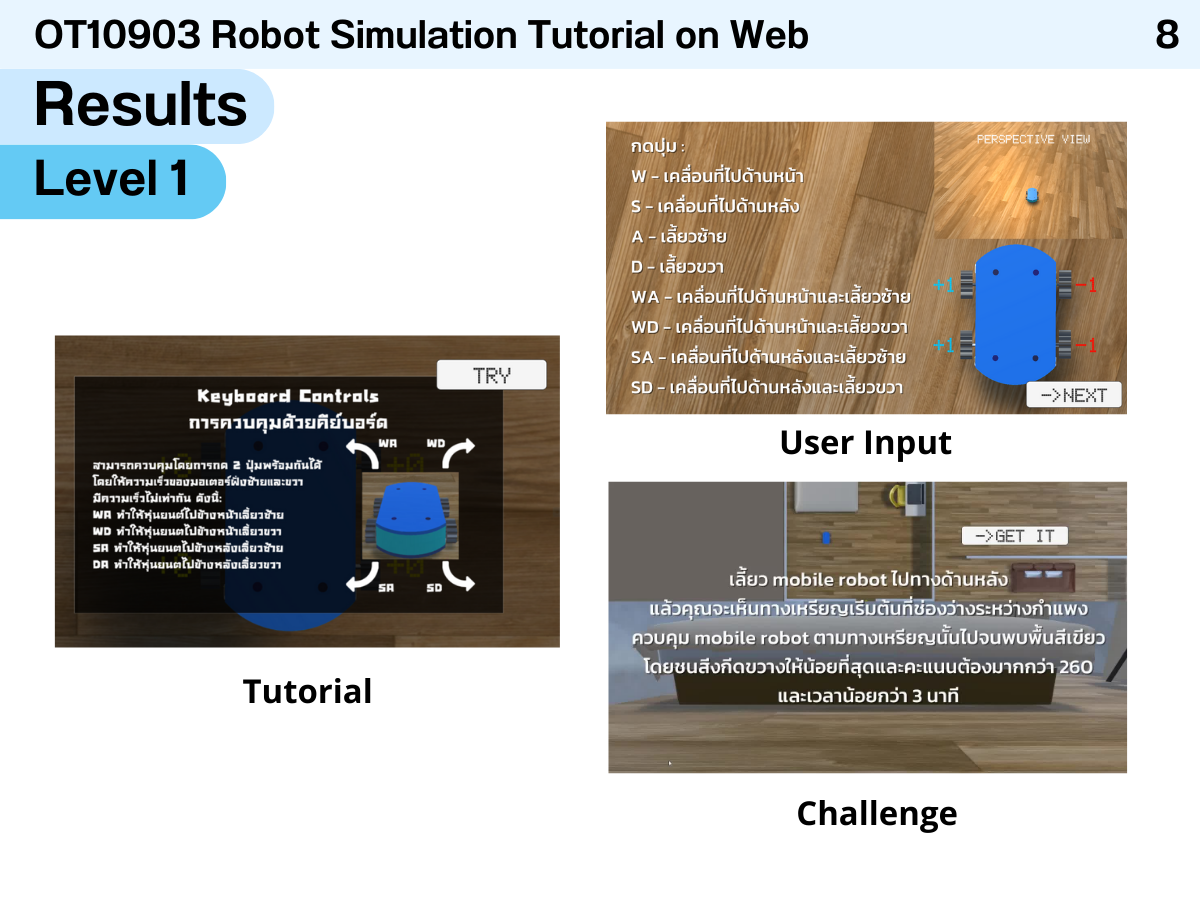 OT10903 Robot Simulation Tutorial on Web
8
Results
Level 1
TRY
Keyboard Controls
การควบคุมด้วยคีย์บอร์ด
WA
WD
สามารถควบคุมโดยการกด 2 ปุ่มพร้อมกันได้
โดยให้ความเร็วของมอเตอร์ฝั่งซ้ายและขวา
มีความเร็วไม่เท่ากัน ดังนี้:
WA ทำให้หุ่นยนต์ไปข้างหน้าเลี้ยวซ้าย
WD ทำให้หุ่นยนต์ไปข้างหน้าเลี้ยวขวา
SA ทำให้หุ่นยนต์ไปข้างหลังเลี้ยวซ้าย
DA ทำให้หุ่นยนต์ไปข้างหลังเลี้ยวขวา
SA
SD
+0
+0
Tutorial
กดปุ่ม :
W - เคลื่อนที่ไปด้านหน้า
S - เคลื่อนที่ไปด้านหลัง
A - เลี้ยวซ้าย
D - เลี้ยวขวา
WA - เคลื่อนที่ไปด้านหน้าและเลี้ยวซ้าย
WD - เคลื่อนที่ไปด้านหน้าและเลี้ยวขวา
SA - เคลื่อนที่ไปด้านหลังและเลี้ยวซ้าย
SD - เคลื่อนที่ไปด้านหลังและเลี้ยวขวา
PERSPECTIVE VIEW
+1
-1
+1
-1
->NEXT
User Input
->GET IT
เลี้ยว mobile robot ไปทางด้านหลัง
แล้วคุณจะเห็นทางเหรียญเริ่มต้นที่ช่องว่างระหว่างกำแพง
ควบคุม mobile robot ตามทางเหรียญนั้นไปจนพบพื้นสีเขียว
โดยชนสิ่งกีดขวางให้น้อยที่สุดและคะแนนต้องมากกว่า 260
และเวลาน้อยกว่า 3 นาที
Challenge